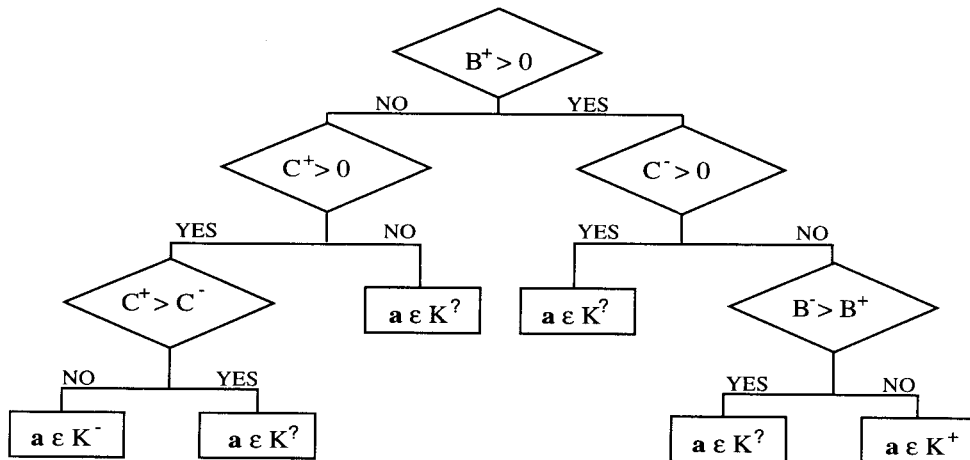 B⁺ > 0
NO YES
C⁺ > 0 C⁻ > 0
YES NO YES NO
C⁺ > C⁻ a ε K? a ε K? B⁻ > B⁺
NO YES YES NO
a ε K⁻ a ε K? a ε K? a ε K⁺